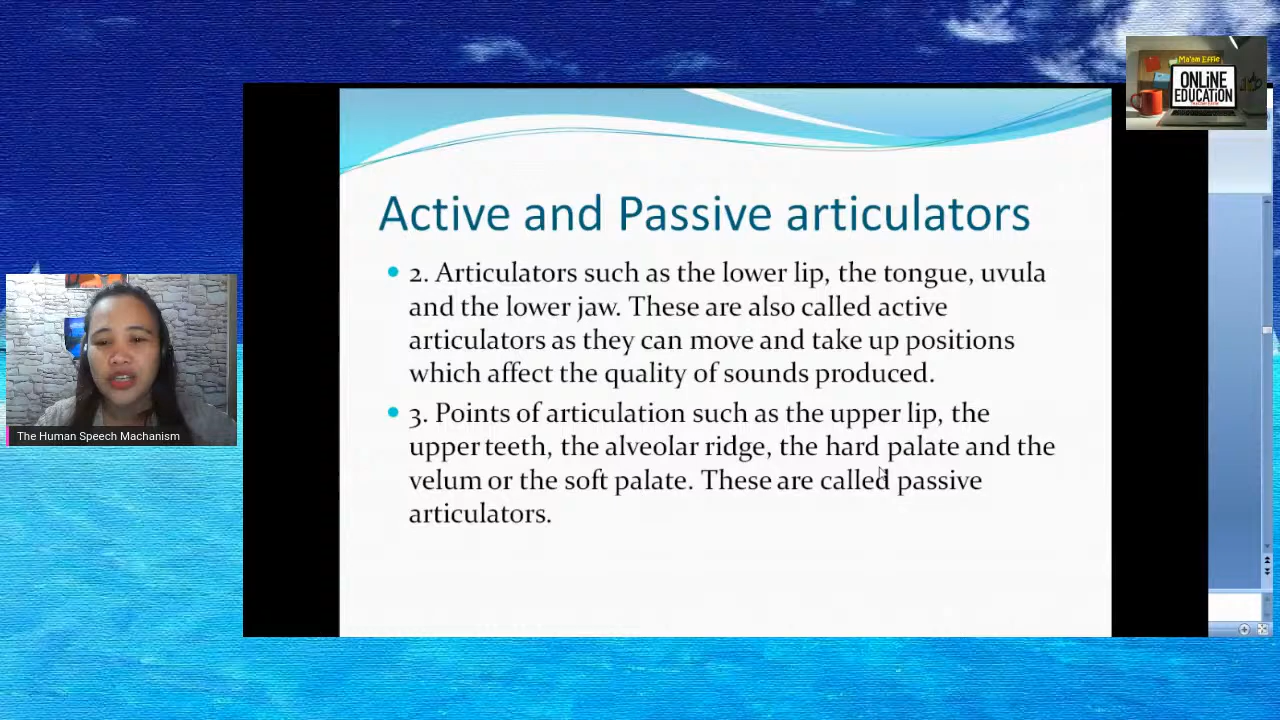 Ma'am Effie
ONLINE
EDUCATION
Active and Passive articulators
2. Articulators such as the lower lip, the tongue, uvula
and the lower jaw. These are also called active
articulators as they can move and take up positions
which affect the quality of sounds produced.
3. Points of articulation such as the upper lip, the
upper teeth, the alveolar ridge, the hard palate and the
velum or the soft palate. These are called passive
articulators.
The Human Speech Machanism